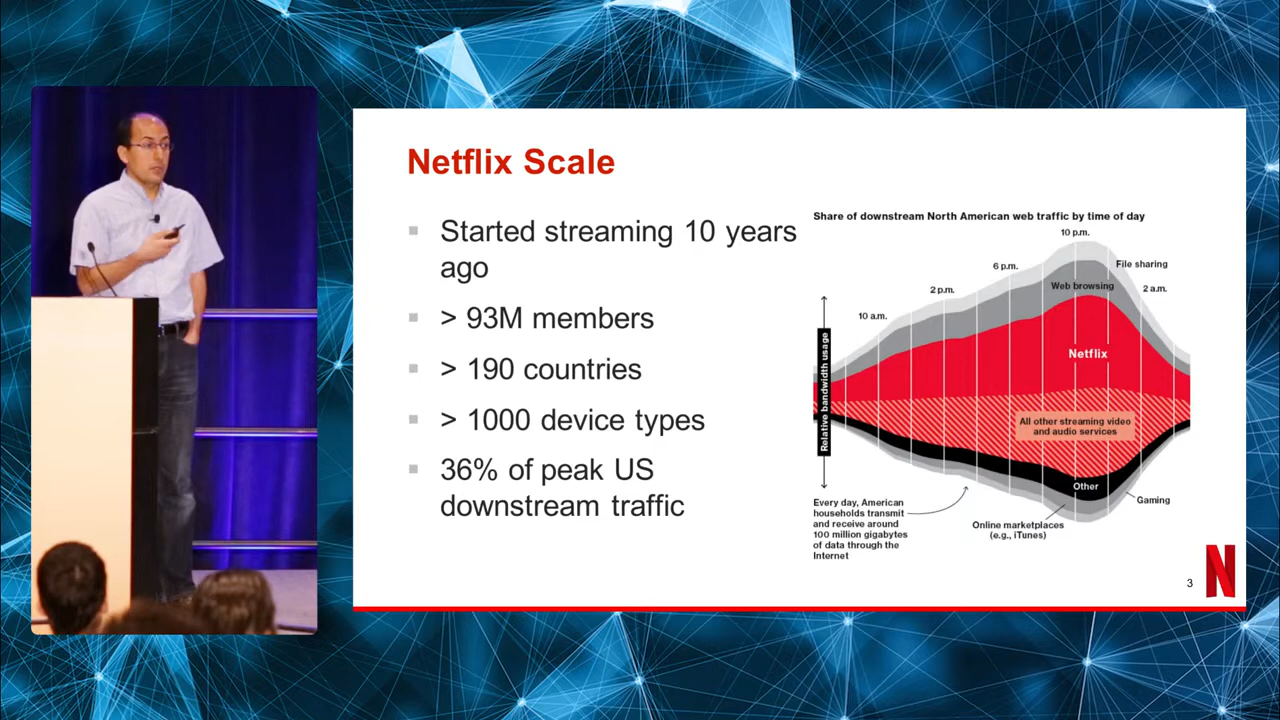 Netflix Scale
Started streaming 10 years
ago
> 93M members
> 190 countries
> 1000 device types
36% of peak US
downstream traffic
Share of downstream North American web traffic by time of day
10 p.m.
File sharing
6 p.m.
Web browsing
2 a.m.
2 p.m.
10 a.m.
Netflix
Relative bandwidth usage
All other streaming video
and audio services
Other
Gaming
Every day, American
households transmit
and receive around
100 million gigabytes
of data through the
Internet
Online marketplaces
(e.g., iTunes)
3
N